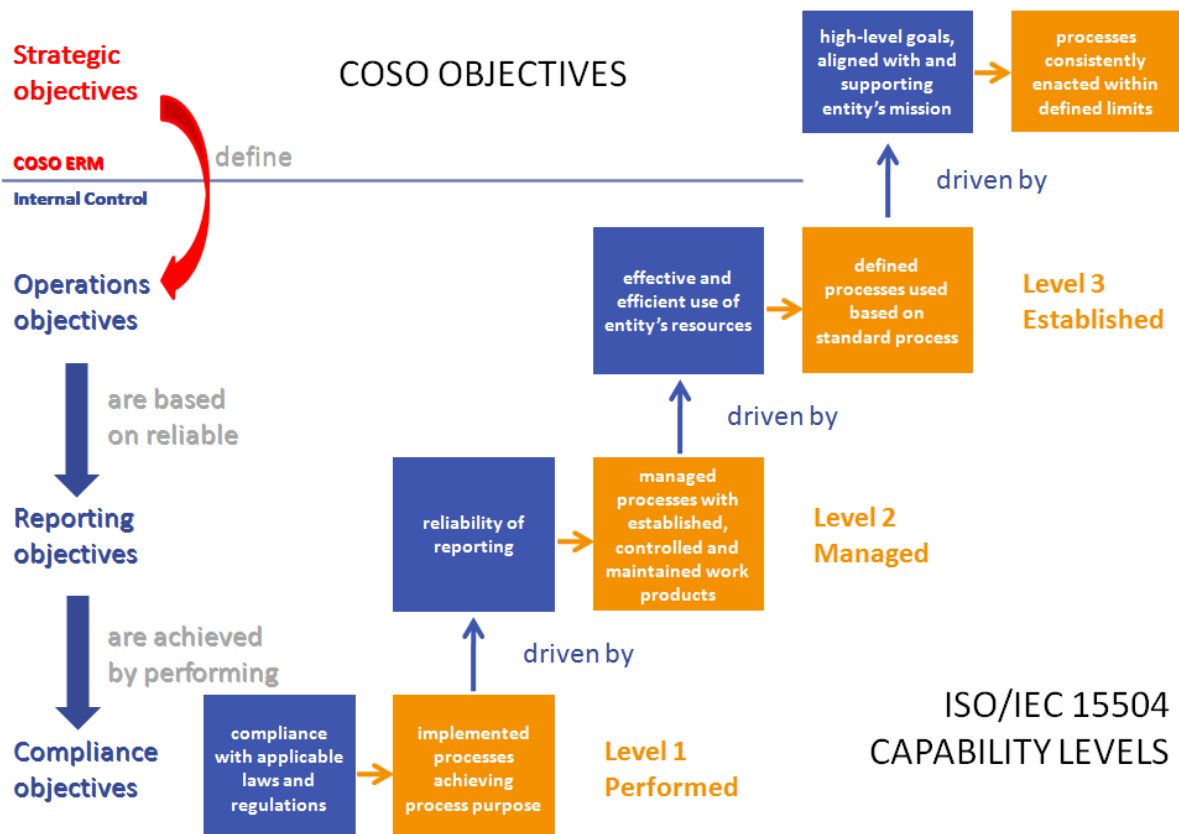 Strategic
objectives
COSO OBJECTIVES
high-level goals,
aligned with and
supporting
entity’s mission
processes
consistently
enacted within
defined limits
COSO ERM
define
Internal Control
driven by
Operations
objectives
effective and
efficient use of
entity’s resources
defined
processes used
based on
standard process
Level 3
Established
are based
on reliable
driven by
Reporting
objectives
reliability of
reporting
managed
processes with
established,
controlled and
maintained work
products
Level 2
Managed
are achieved
by performing
driven by
Compliance
objectives
compliance
with applicable
laws and
regulations
implemented
processes
achieving
process purpose
Level 1
Performed
ISO/IEC 15504
CAPABILITY LEVELS